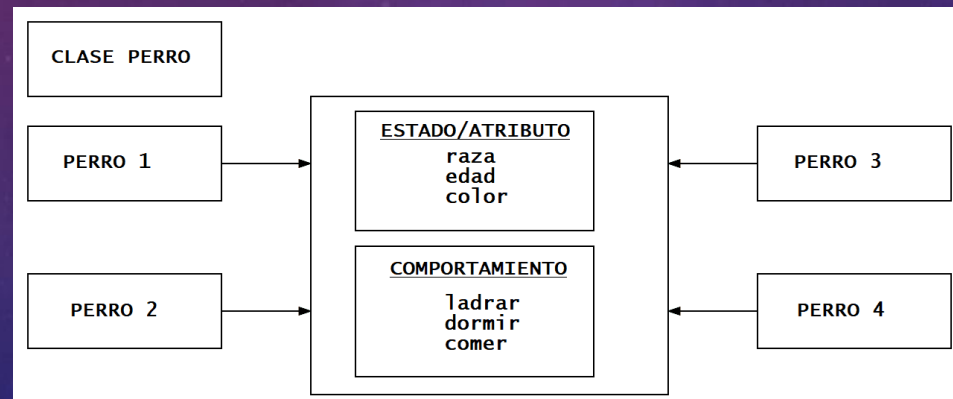 CLASE PERRO
PERRO 1
PERRO 2
ESTADO/ATRIBUTO
raza
edad
color
COMPORTAMIENTO
ladrar
dormir
comer
PERRO 3
PERRO 4